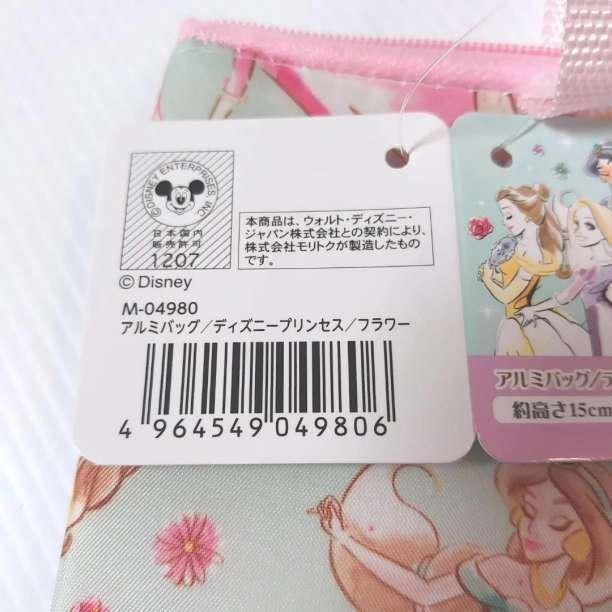 ©DISNEY ENTERPRISES, INC
日本国内
販売許可
1207
本商品は、ウォルト・ディズニー・
ジャパン株式会社との契約により、
株式会社モリトクが製造したもの
です。
©Disney
M-04980
アルミバッグ／ディズニープリンセス／フラワー
4 964549 049806
アルミバッグ/デ
約高さ15cm